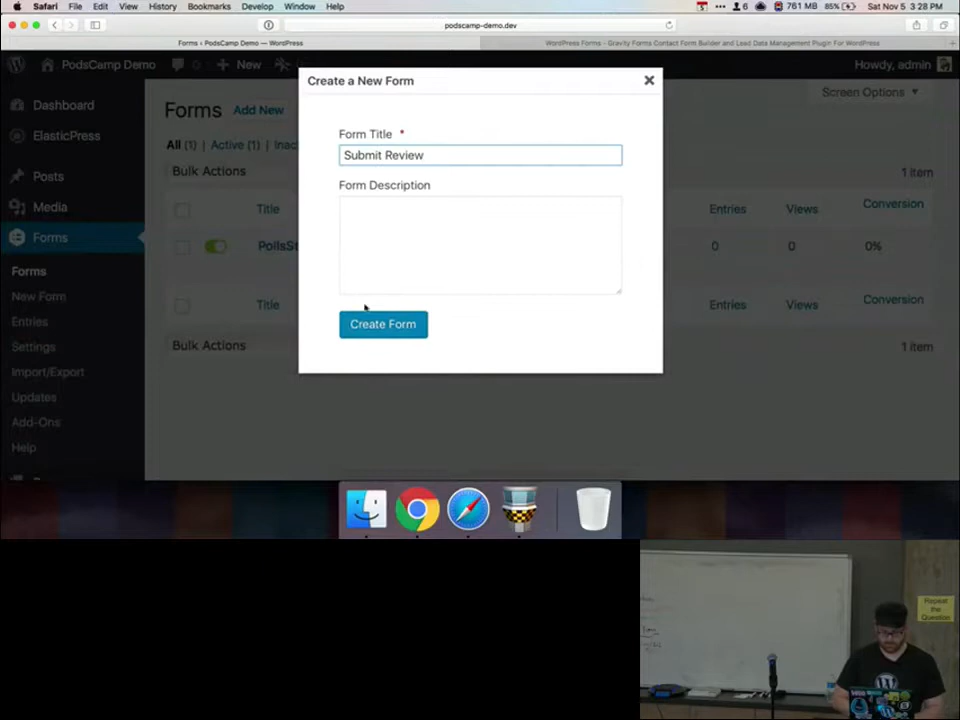 Safari File Edit View History Bookmarks Develop Window Help 6 761 MB 85% Sat Nov 5 3:28 PM
podscamp-demo.dev
Forms ‹ PodsCamp Demo — WordPress
WordPress Forms - Gravity Forms Contact Form Builder and Lead Data Management Plugin For WordPress
PodsCamp Demo New Howdy, admin
Create a New Form
Screen Options
Dashboard
ElasticPress
Posts
Media
Forms
Forms
New Form
Entries
Settings
Import/Export
Updates
Add-Ons
Help
Forms Add New
All (1) Active (1) Inac
Bulk Actions 1 item
Title Entries Views Conversion
0 0 0%
Title Entries Views Conversion
Bulk Actions 1 item
Form Title *
Submit Review
Form Description
Create Form
Repeat
the
Question